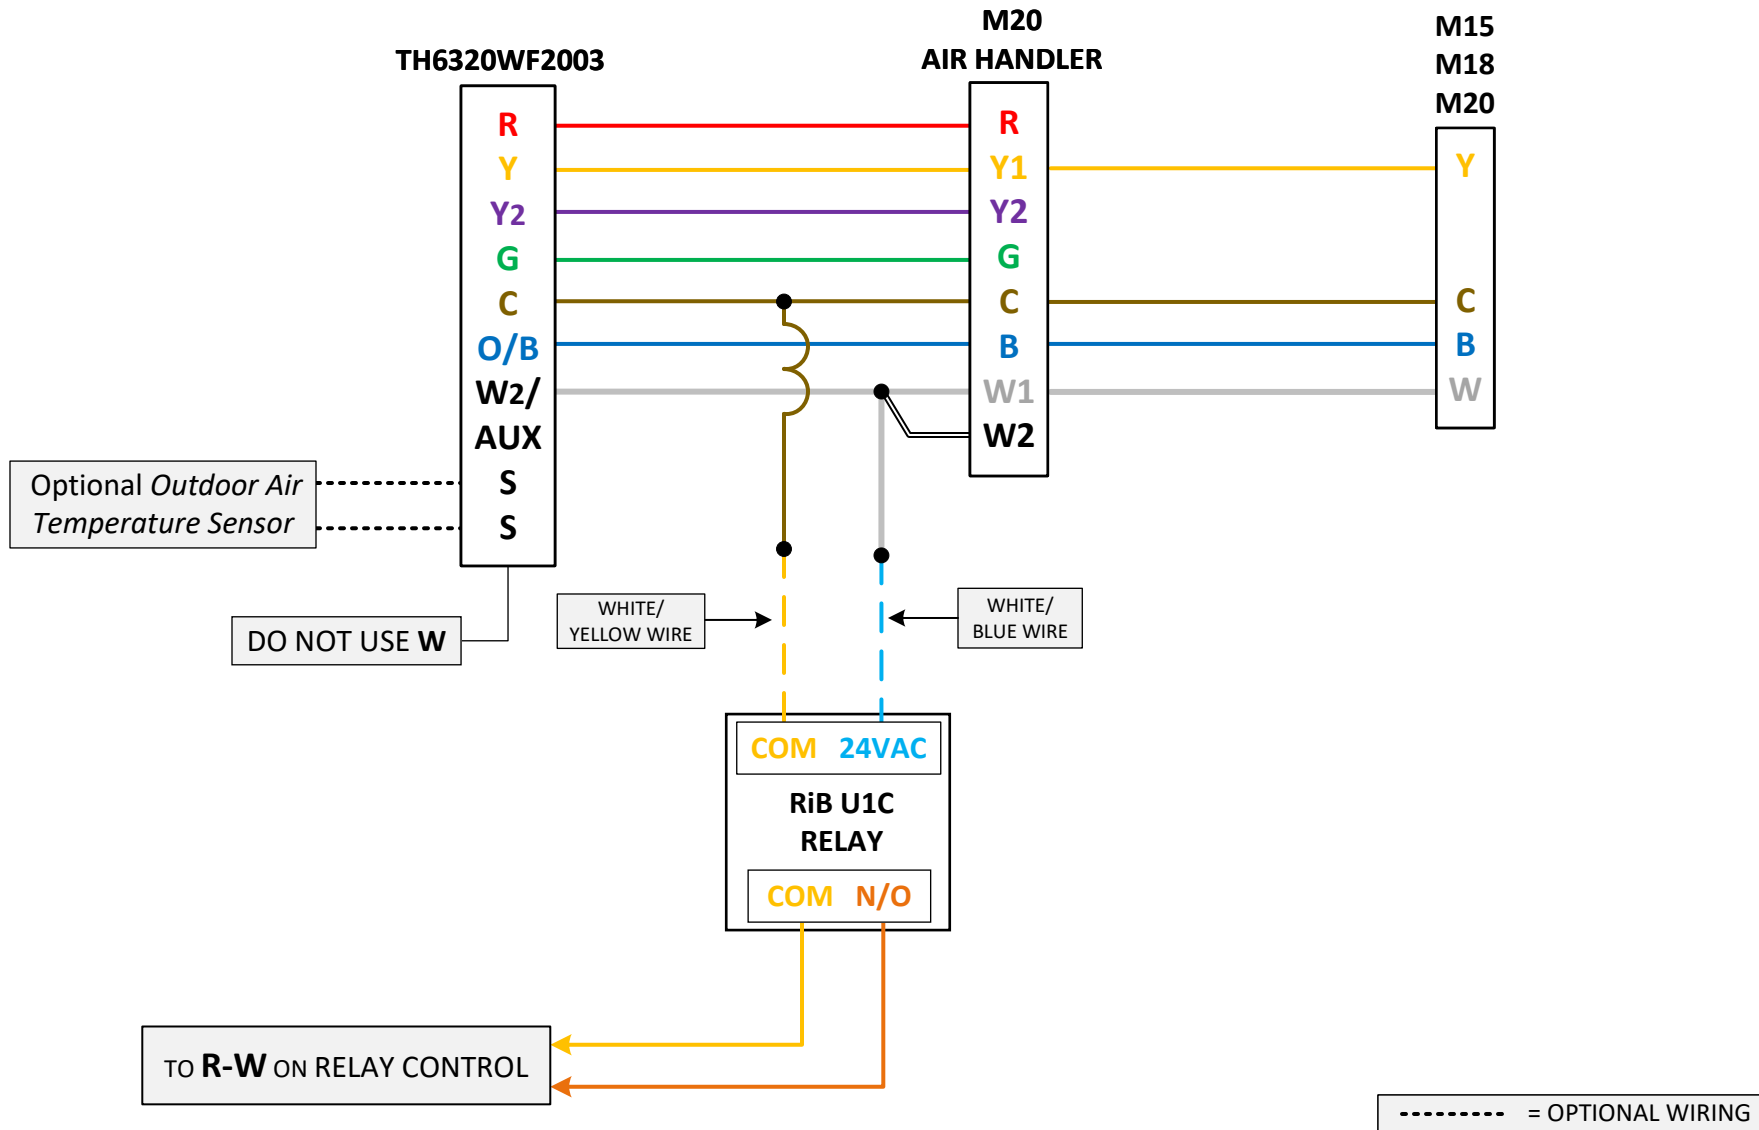 TH6320WF2003
R
Y
Y2
G
C
O/B
W2/
AUX
S
S
M20
AIR HANDLER
R
Y1
Y2
G
C
B
W1
W2
M15
M18
M20
Y
C
B
W
Optional Outdoor Air
Temperature Sensor
DO NOT USE W
WHITE/
YELLOW WIRE
WHITE/
BLUE WIRE
COM 24VAC
RiB U1C
RELAY
COM N/O
TO R-W ON RELAY CONTROL
= OPTIONAL WIRING